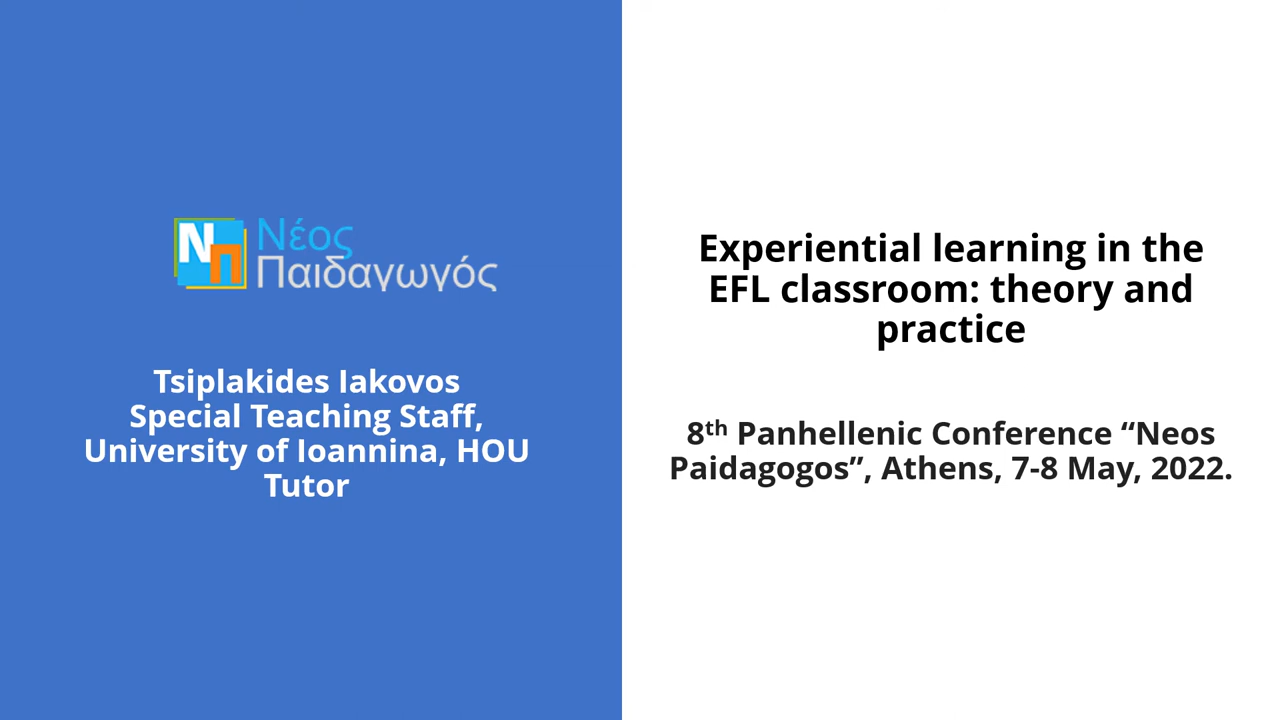 Νέος
Παιδαγωγός
Tsiplakides Iakovos
Special Teaching Staff,
University of Ioannina, HOU
Tutor
Experiential learning in the
EFL classroom: theory and
practice
8th Panhellenic Conference “Neos
Paidagogos”, Athens, 7-8 May, 2022.